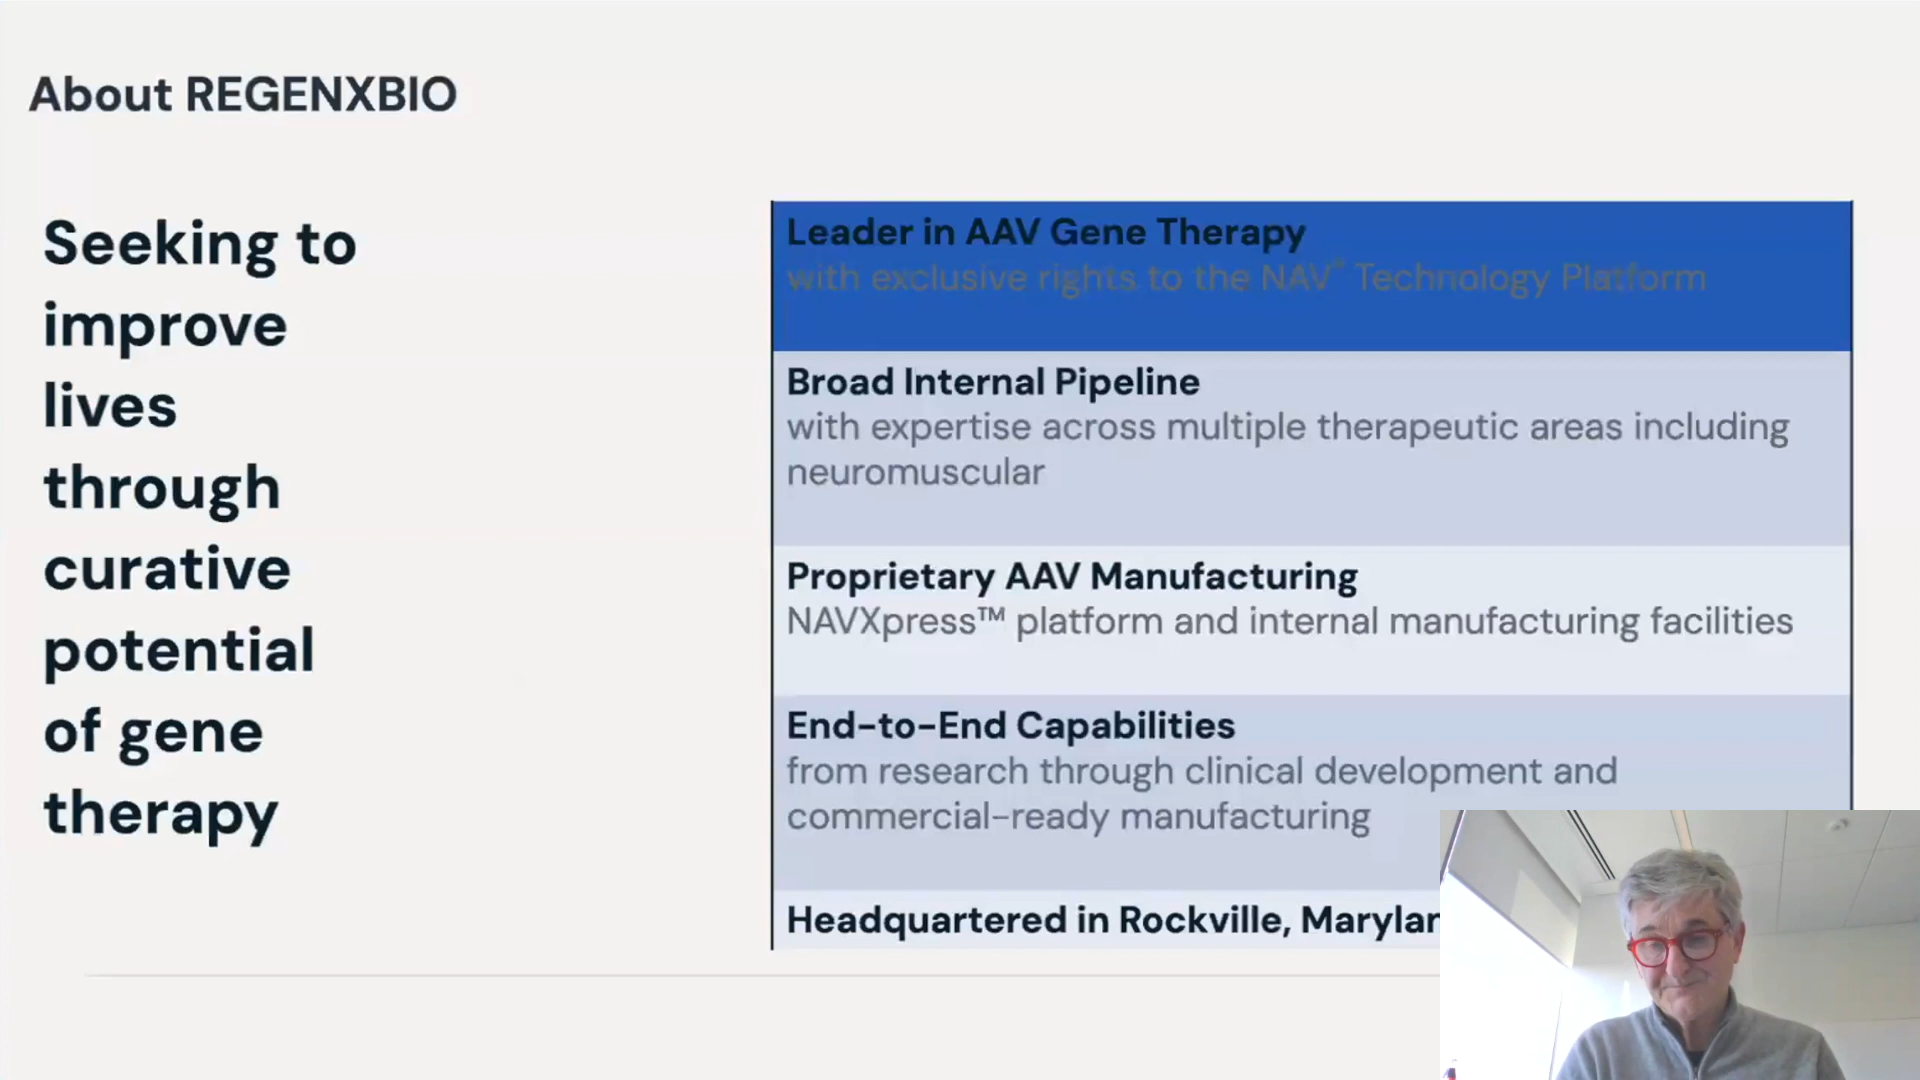 About REGENXBIO
Seeking to
improve
lives
through
curative
potential
of gene
therapy
Leader in AAV Gene Therapy
with exclusive rights to the NAV® Technology Platform
Broad Internal Pipeline
with expertise across multiple therapeutic areas including
neuromuscular
Proprietary AAV Manufacturing
NAVXpress™ platform and internal manufacturing facilities
End-to-End Capabilities
from research through clinical development and
commercial-ready manufacturing
Headquartered in Rockville, Marylan